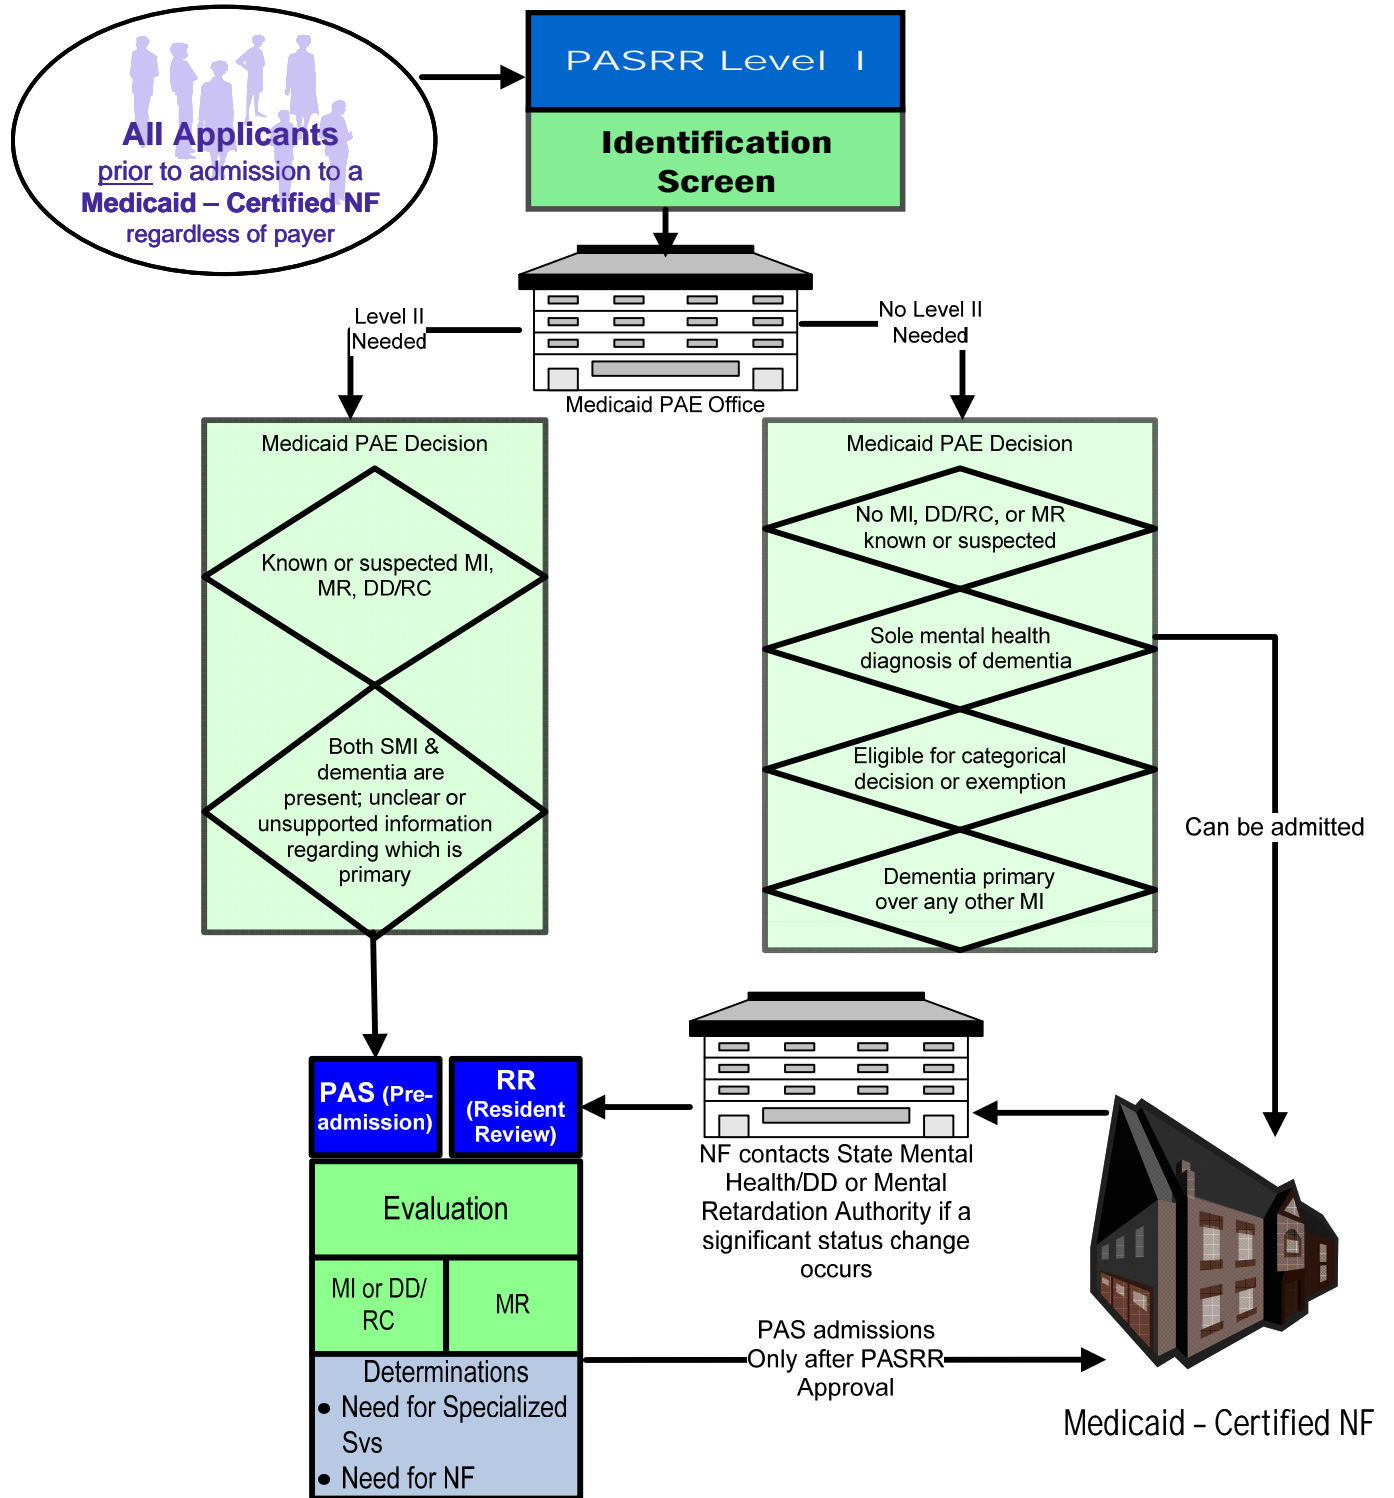 All Applicants
prior to admission to a
Medicaid – Certified NF
regardless of payer
PASRR Level I
Identification
Screen
Level II
Needed
No Level II
Needed
Medicaid PAE Office
Medicaid PAE Decision
Known or suspected MI,
MR, DD/RC
Both SMI &
dementia are
present; unclear or
unsupported information
regarding which is
primary
Medicaid PAE Decision
No MI, DD/RC, or MR
known or suspected
Sole mental health
diagnosis of dementia
Eligible for categorical
decision or exemption
Dementia primary
over any other MI
Can be admitted
PAS (Pre-
admission)
RR
(Resident
Review)
NF contacts State Mental
Health/DD or Mental
Retardation Authority if a
significant status change
occurs
Evaluation
MI or DD/
RC
MR
Determinations
• Need for Specialized
Svs
• Need for NF
PAS admissions
Only after PASRR
Approval
Medicaid – Certified NF